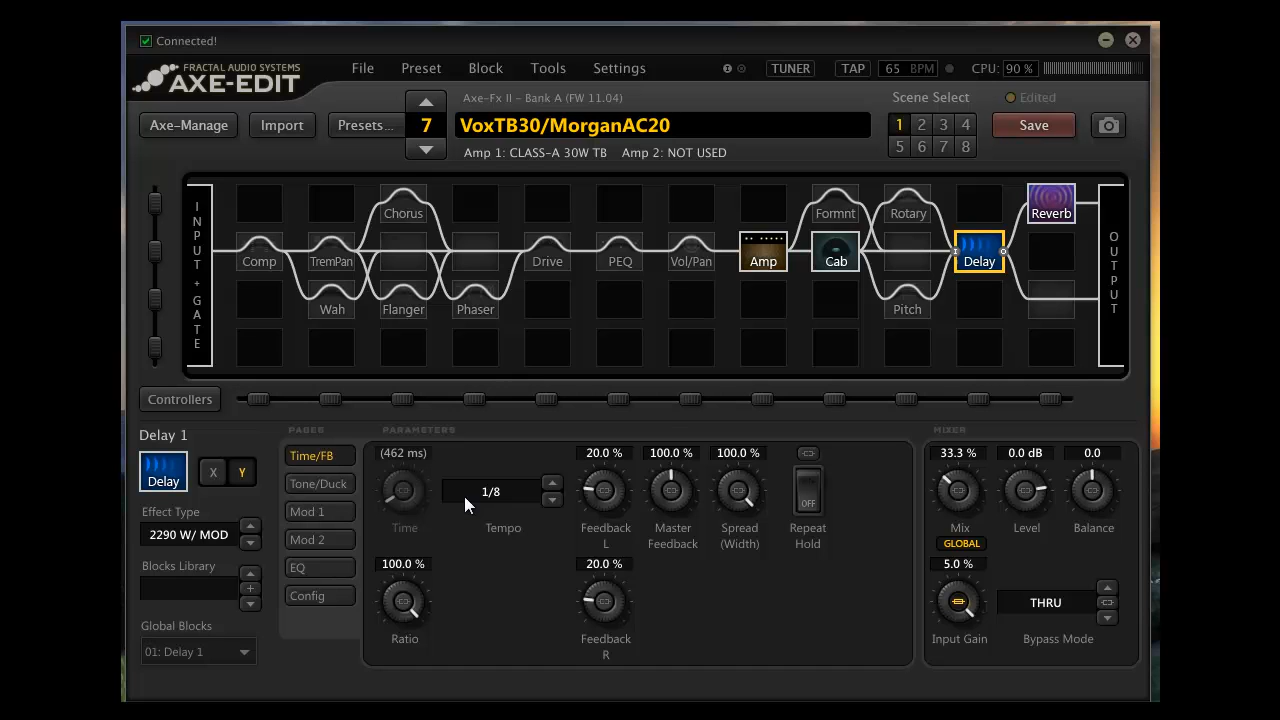 Connected!
FRACTAL AUDIO SYSTEMS
AXE-EDIT
File Preset Block Tools Settings
TUNER TAP 65 BPM CPU: 90 %
Axe-Fx II - Bank A (FW 11.04)
Scene Select Edited
Axe-Manage Import Presets... 7 VoxTB30/MorganAC20 1 2 3 4 Save
5 6 7 8
Amp 1: CLASS-A 30W TB Amp 2: NOT USED
INPUT + GATE
Chorus Formnt Rotary Reverb
Comp TremPan Drive PEQ Vol/Pan Amp Cab Delay
Wah Flanger Phaser Pitch
OUTPUT
Controllers
Delay 1
PAGES PARAMETERS MIXER
Delay X Y
Effect Type
2290 W/ MOD
Blocks Library
Global Blocks
01: Delay 1
Time/FB
Tone/Duck
Mod 1
Mod 2
EQ
Config
(462 ms) 20.0 % 100.0 % 100.0 %
1/8 OFF
Time Tempo Feedback L Master Feedback Spread (Width) Repeat Hold
100.0 % 20.0 %
Ratio Feedback R
33.3 % 0.0 dB 0.0
Mix Level Balance
GLOBAL
5.0 %
THRU
Input Gain Bypass Mode